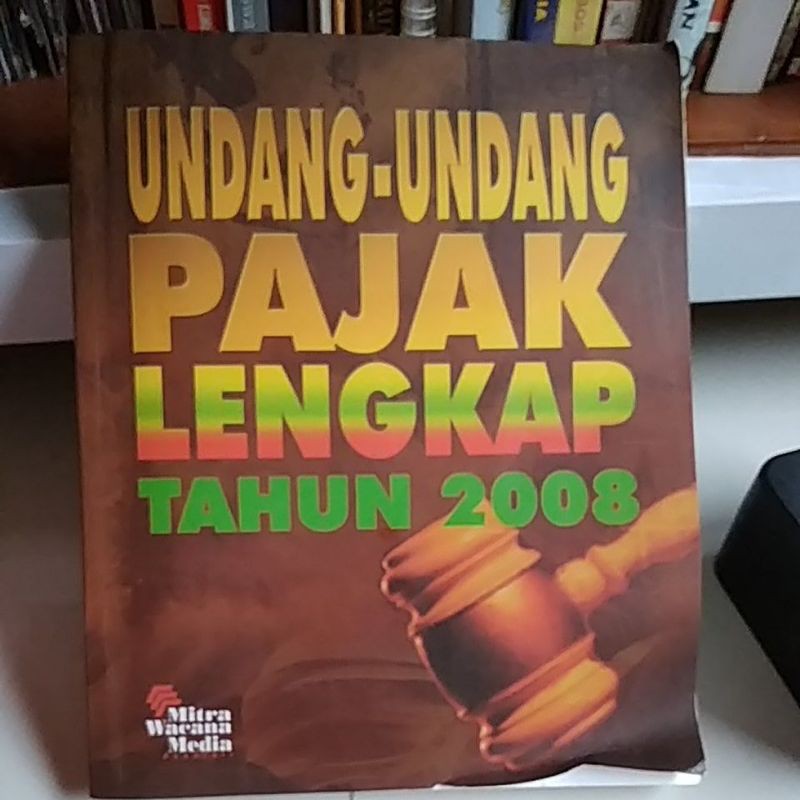 UNDANG-UNDANG
PAJAK
LENGKAP
TAHUN 2008
Mitra
Wacana
Media